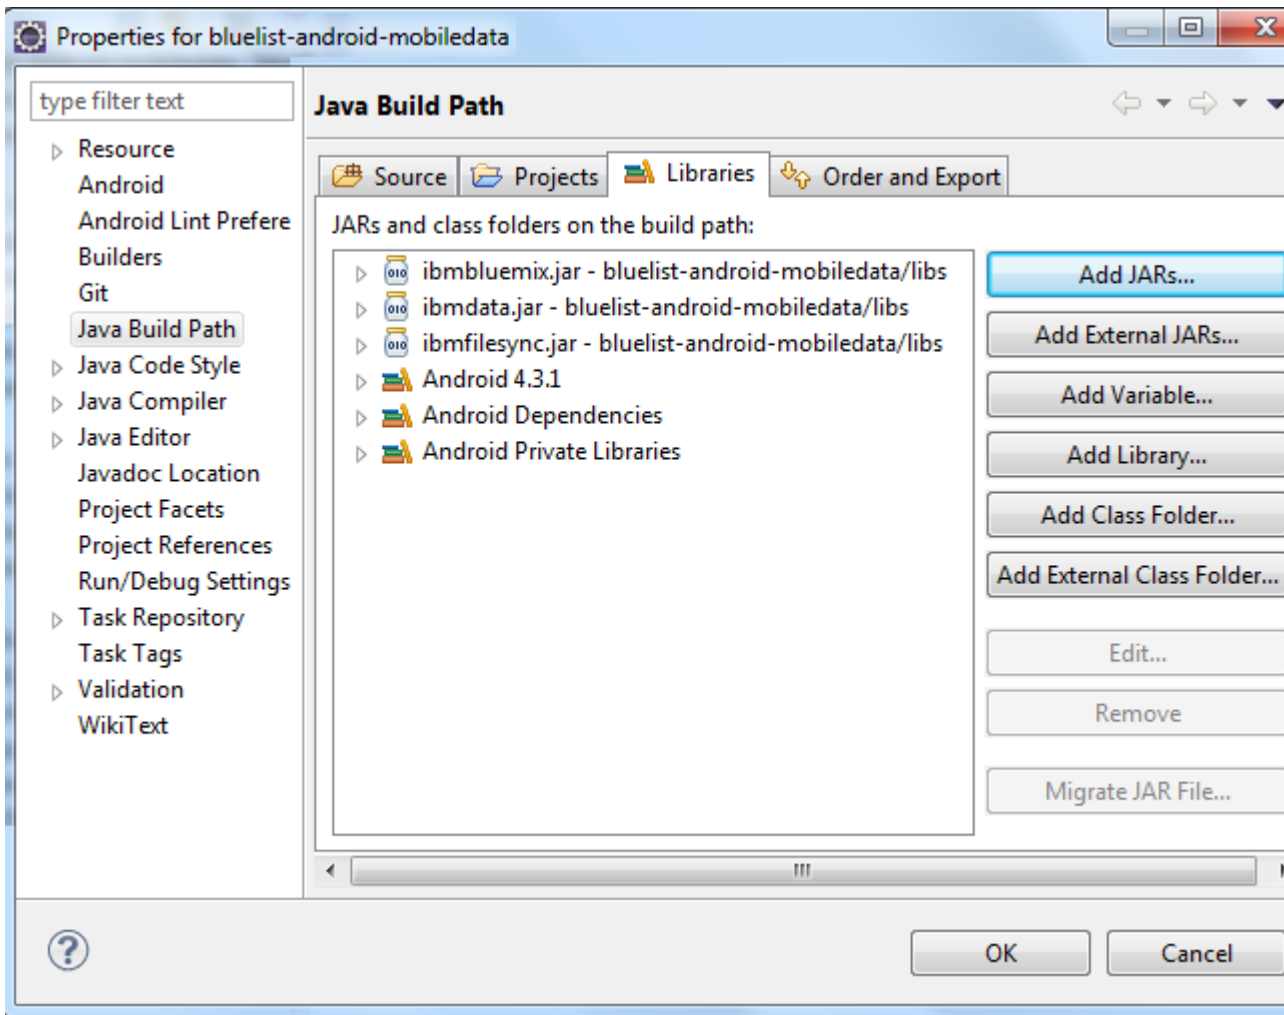 Properties for bluelist-android-mobiledata
type filter text
Resource
Android
Android Lint Prefere
Builders
Git
Java Build Path
Java Code Style
Java Compiler
Java Editor
Javadoc Location
Project Facets
Project References
Run/Debug Settings
Task Repository
Task Tags
Validation
WikiText
Java Build Path
Source
Projects
Libraries
Order and Export
JARs and class folders on the build path:
ibmbluemix.jar - bluelist-android-mobiledata/libs
ibmdata.jar - bluelist-android-mobiledata/libs
ibmfilesync.jar - bluelist-android-mobiledata/libs
Android 4.3.1
Android Dependencies
Android Private Libraries
Add JARs...
Add External JARs...
Add Variable...
Add Library...
Add Class Folder...
Add External Class Folder...
Edit...
Remove
Migrate JAR File...
OK
Cancel